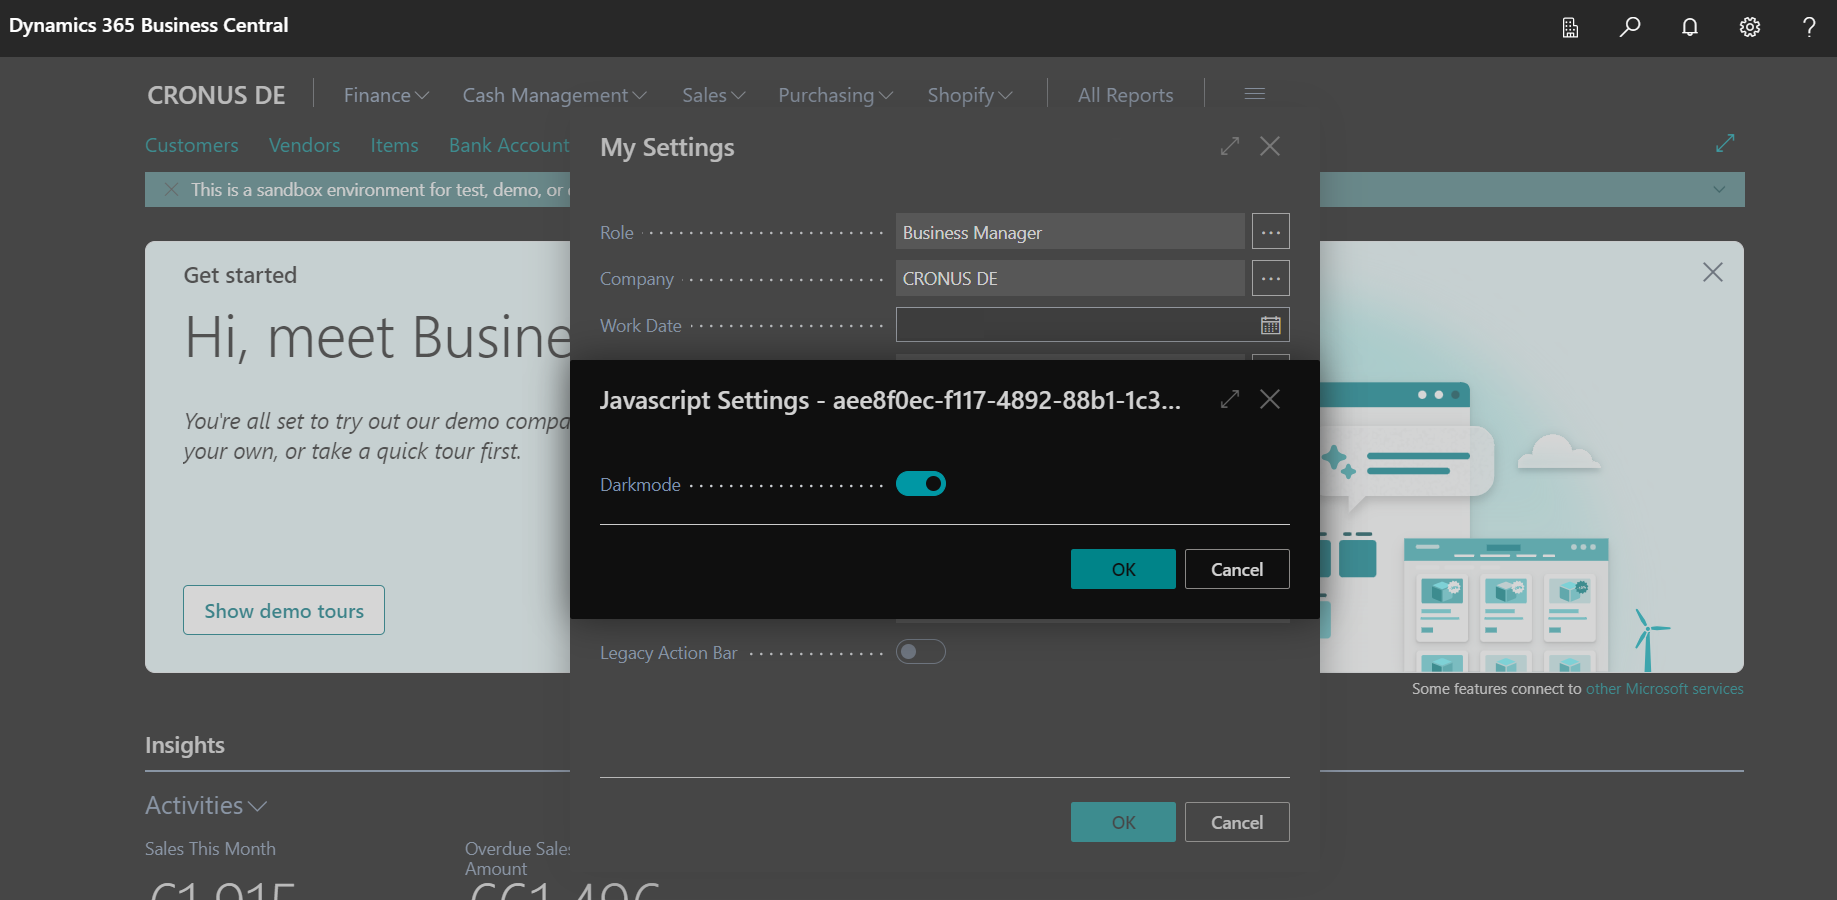 Dynamics 365 Business Central
CRONUS DE
Finance
Cash Management
Sales
Purchasing
Shopify
All Reports
Customers
Vendors
Items
Bank Account
This is a sandbox environment for test, demo, or
Get started
Hi, meet Busine
You're all set to try out our demo compa
your own, or take a quick tour first.
Show demo tours
My Settings
Role
Business Manager
Company
CRONUS DE
Work Date
Javascript Settings - aee8f0ec-f117-4892-88b1-1c3...
Darkmode
OK
Cancel
Legacy Action Bar
OK
Cancel
Some features connect to other Microsoft services
Insights
Activities
Sales This Month
Overdue Sales
Amount